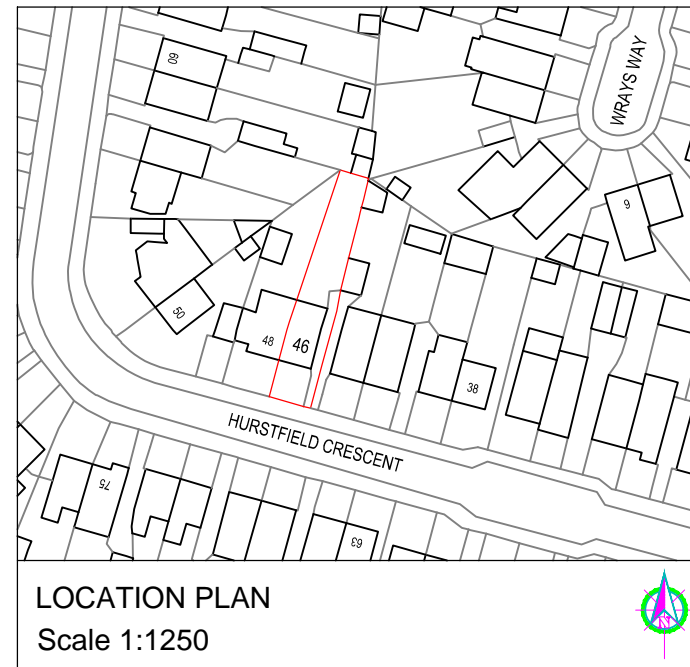 60
WRAYS WAY
9
50
48
46
38
HURSTFIELD CRESCENT
75
63
LOCATION PLAN
Scale 1:1250
N